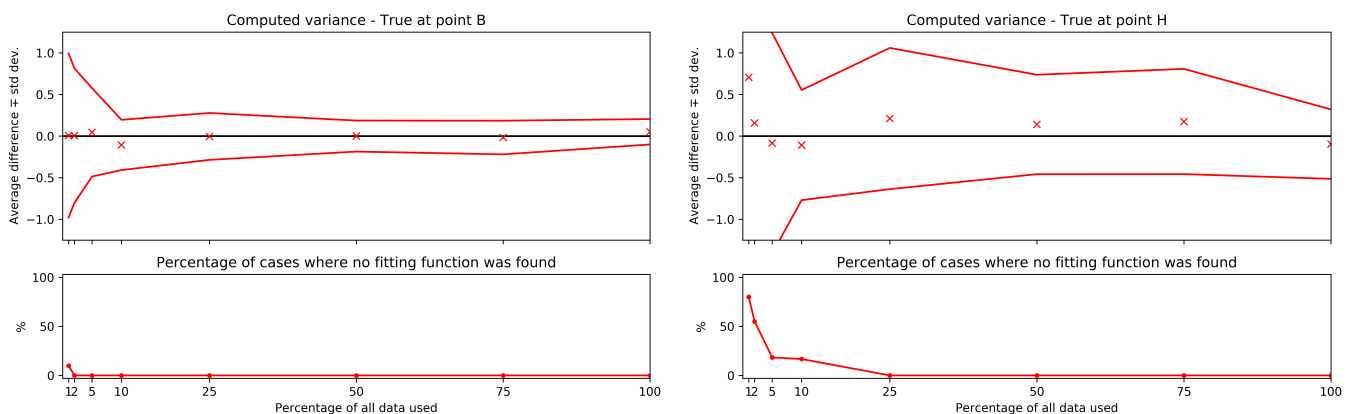 Computed variance - True at point B
Average difference ∓ std dev.
1.0
0.5
0.0
−0.5
−1.0
Percentage of cases where no fitting function was found
%
100
50
0
1 2 5 10 25 50 75 100
Percentage of all data used
Computed variance - True at point H
Average difference ∓ std dev.
1.0
0.5
0.0
−0.5
−1.0
Percentage of cases where no fitting function was found
%
100
50
0
1 2 5 10 25 50 75 100
Percentage of all data used